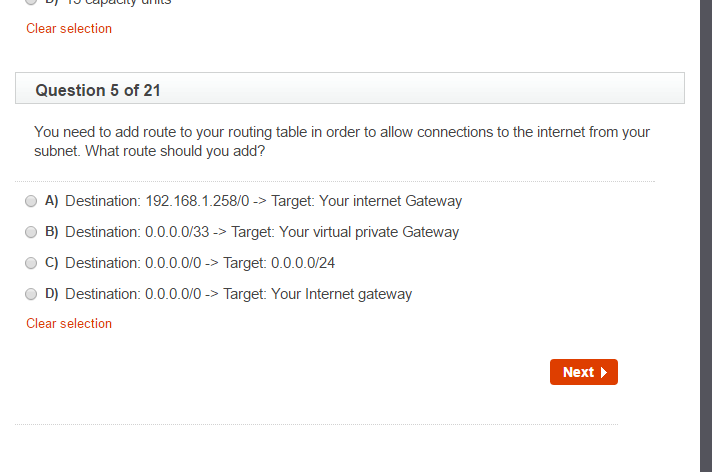 D) 15 capacity units
Clear selection
Question 5 of 21
You need to add route to your routing table in order to allow connections to the internet from your
subnet. What route should you add?
A) Destination: 192.168.1.258/0 -> Target: Your internet Gateway
B) Destination: 0.0.0.0/33 -> Target: Your virtual private Gateway
C) Destination: 0.0.0.0/0 -> Target: 0.0.0.0/24
D) Destination: 0.0.0.0/0 -> Target: Your Internet gateway
Clear selection
Next